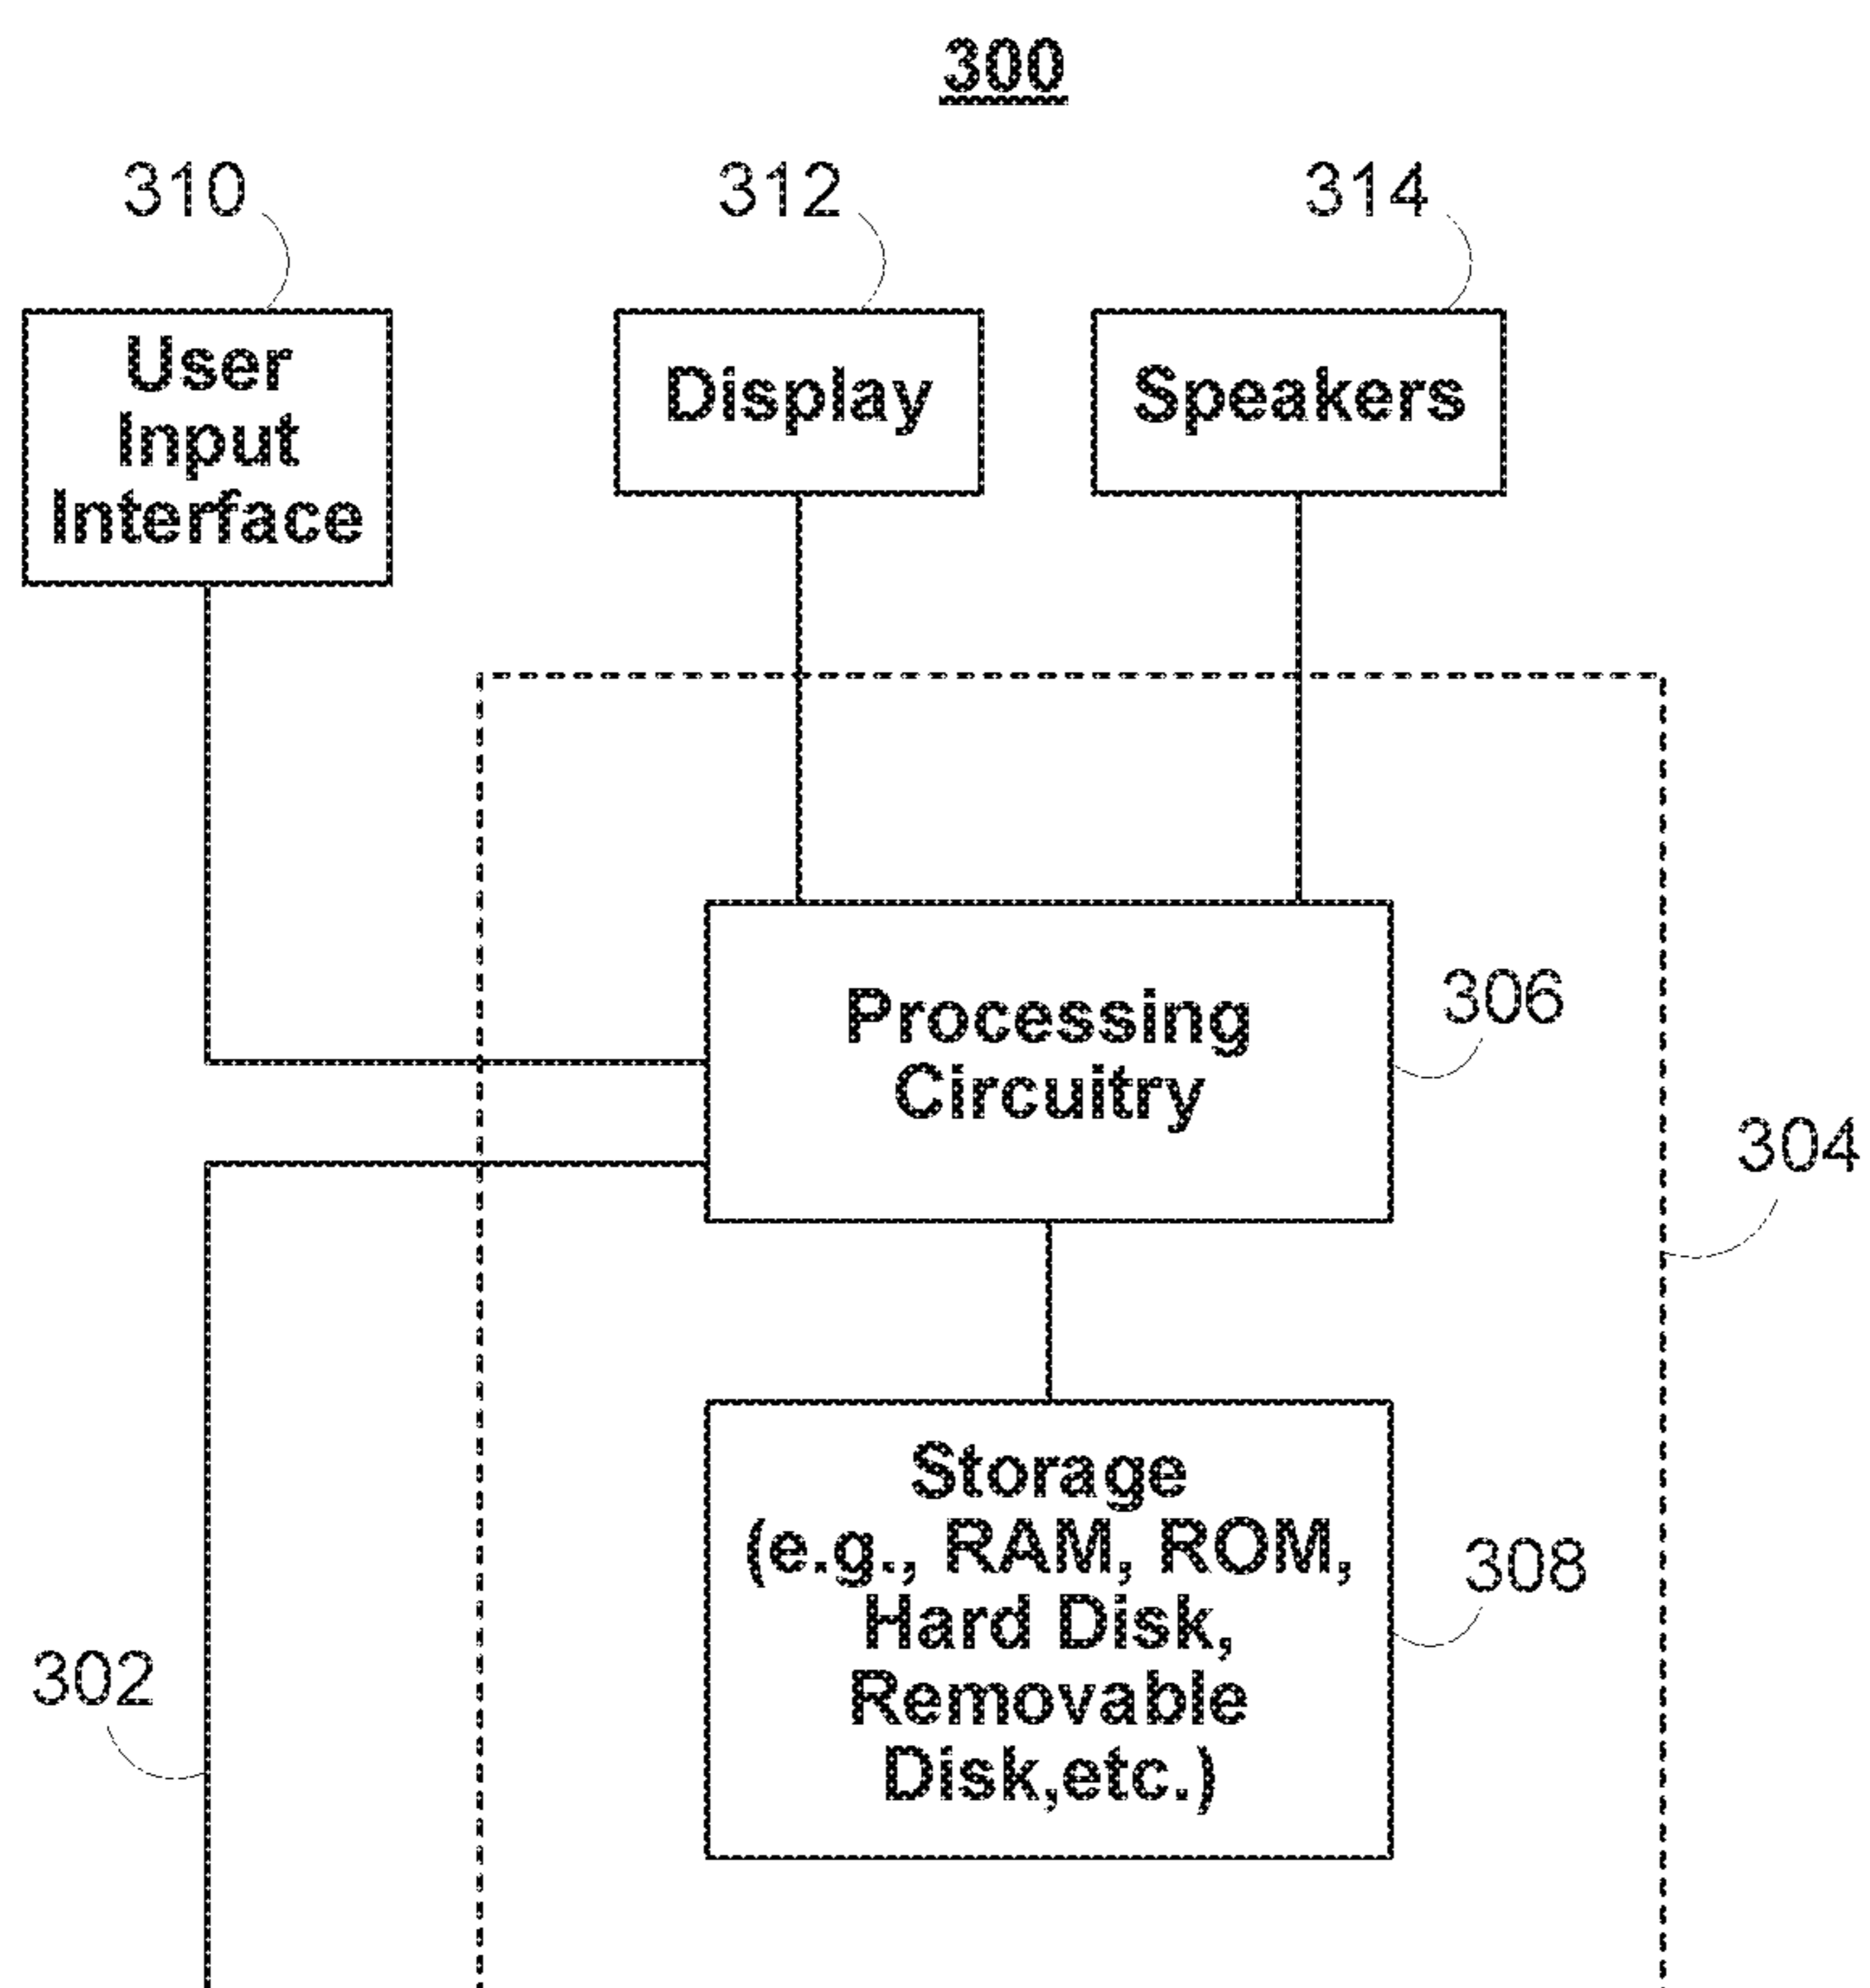 300
310
312
314
User
Input
Interface
Display
Speakers
Processing
Circuitry
306
304
Storage
(e.g., RAM, ROM,
Hard Disk,
Removable
Disk,etc.)
308
302